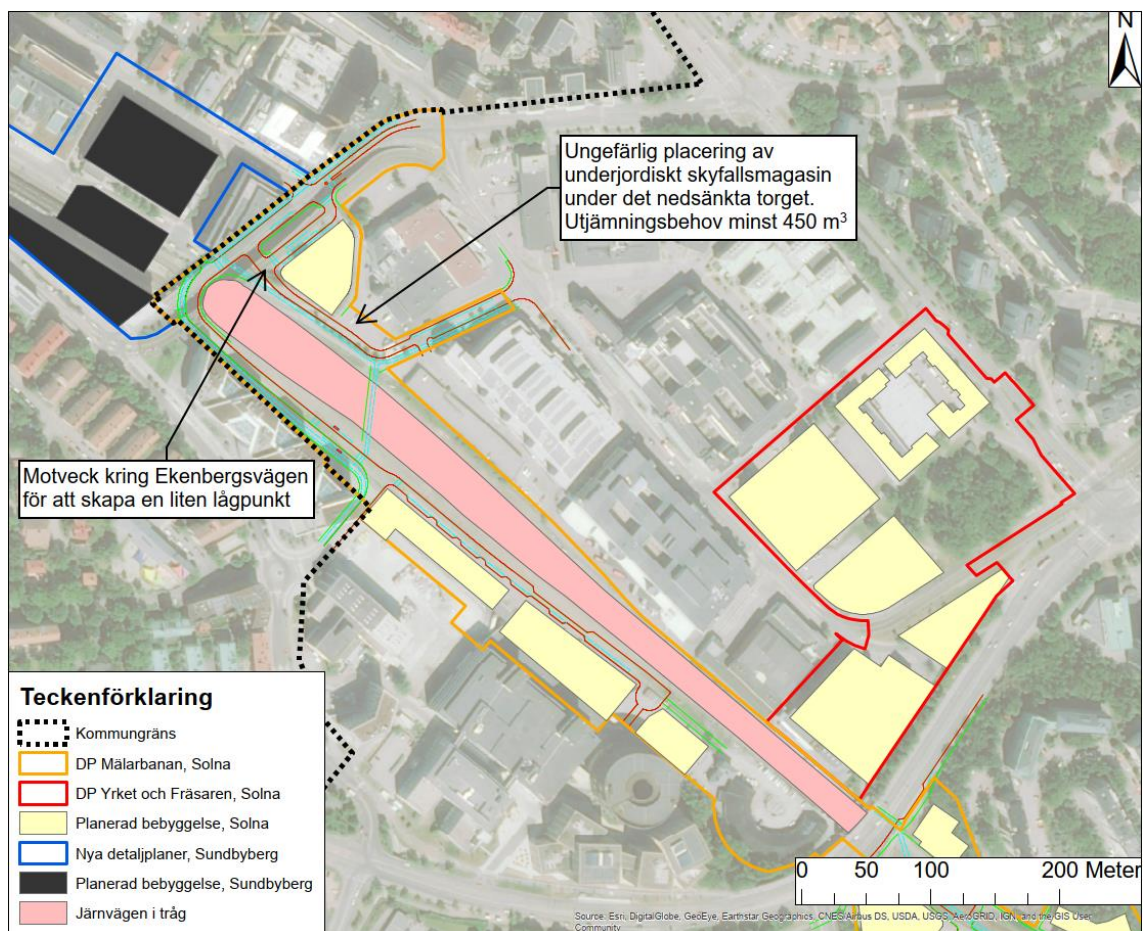 N
Ungefärlig placering av
underjordiskt skyfallsmagasin
under det nedsänkta torget.
Utjämningsbehov minst 450 m³
Motveck kring Ekenbergsvägen
för att skapa en liten lågpunkt
Teckenförklaring
Kommungräns
DP Mälarbanan, Solna
DP Yrket och Fräsaren, Solna
Planerad bebyggelse, Solna
Nya detaljplaner, Sundbyberg
Planerad bebyggelse, Sundbyberg
Järnvägen i tråg
0 50 100 200 Meter
Source: Esri, DigitalGlobe, GeoEye, Earthstar Geographics, CNES/Airbus DS, USDA, USGS, AeroGRID, IGN, and the GIS User
Community